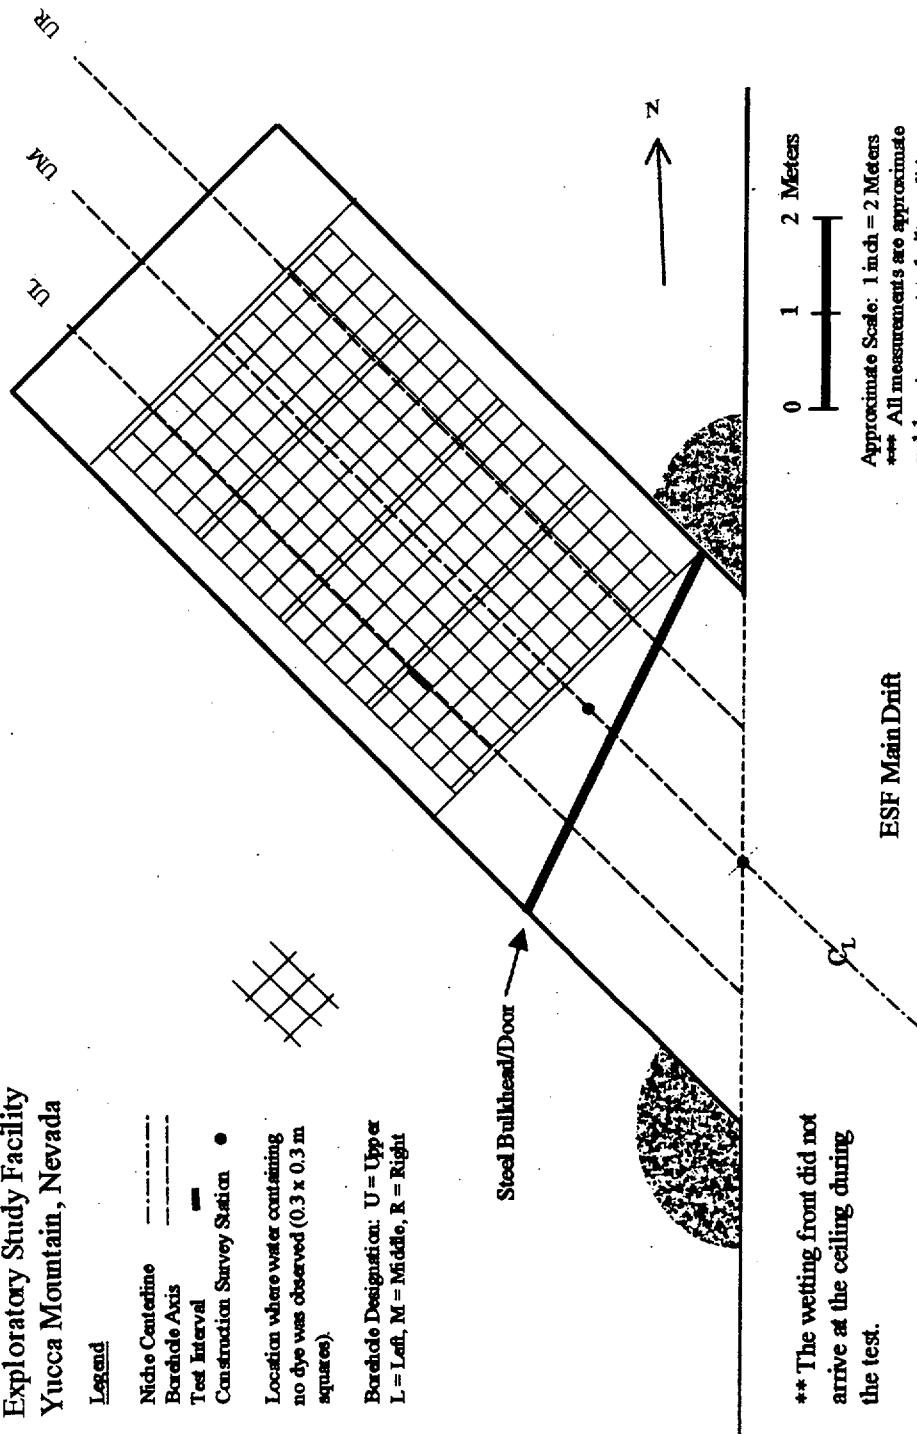 Exploratory Study Facility
Yucca Mountain, Nevada
Legend
Niche Centerline
Borehole Axis
Test Interval
Construction Survey Station
Location where water containing
no dye was observed (0.3 x 0.3 m
squares).
Borehole Designation: U = Upper
L = Left, M = Middle, R = Right
UL
UM
UR
Steel Bulkhead/Door
N
** The wetting front did not
arrive at the ceiling during
the test.
CL
ESF Main Drift
0 1 2 Meters
Approximate Scale: 1 inch = 2 Meters
*** All measurements are approximate